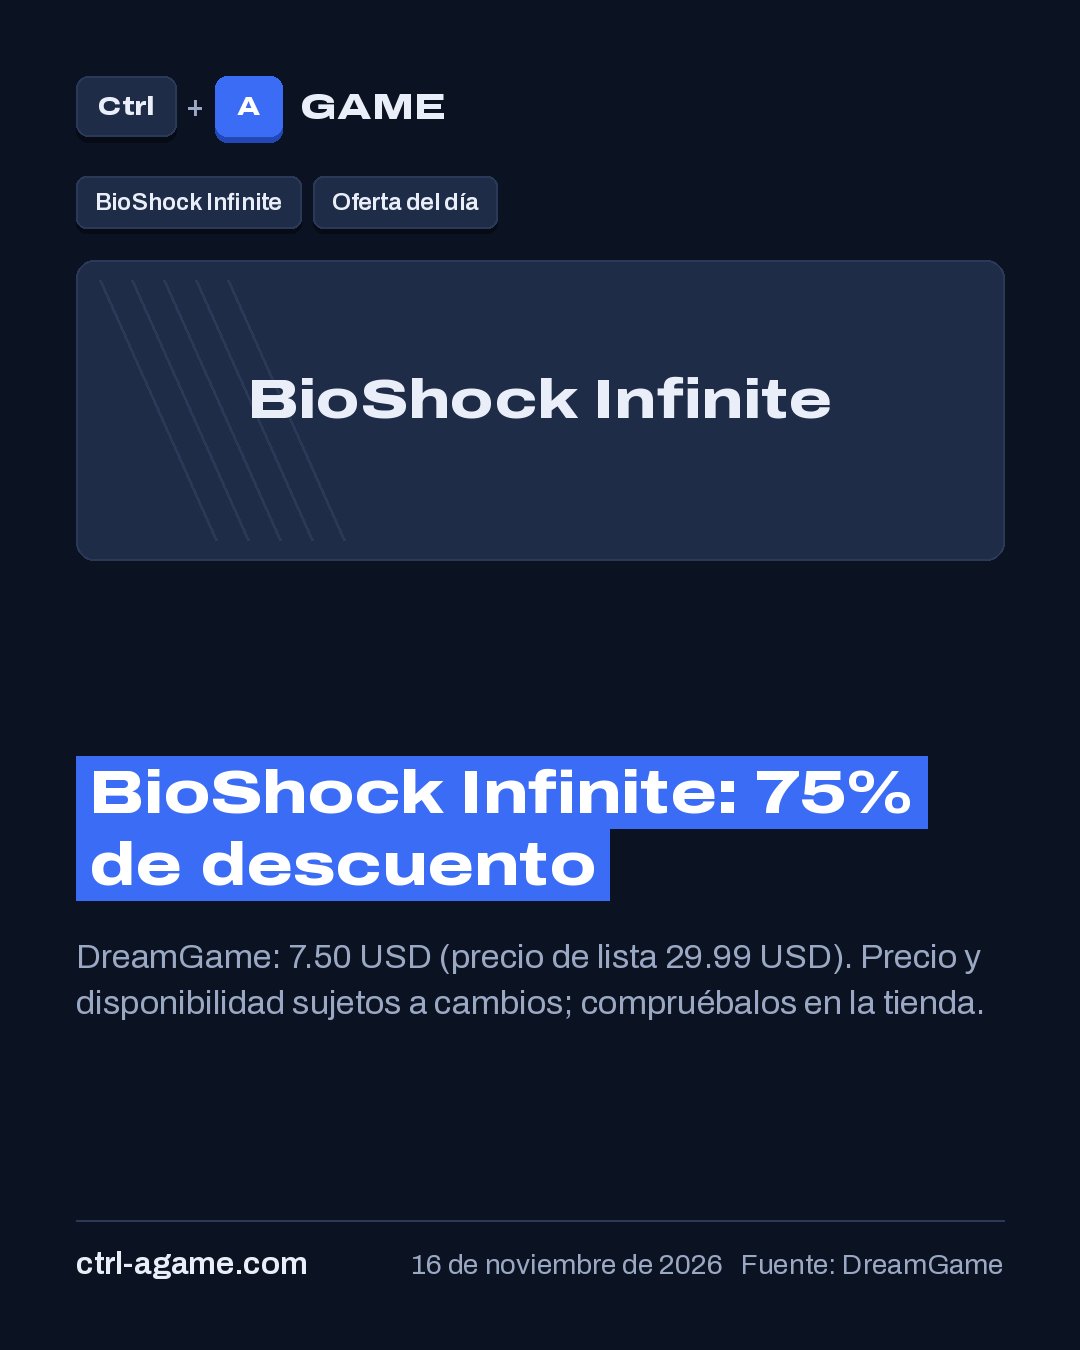 Ctrl + A GAME
BioShock Infinite Oferta del día
BioShock Infinite
BioShock Infinite: 75%
de descuento
DreamGame: 7.50 USD (precio de lista 29.99 USD). Precio y
disponibilidad sujetos a cambios; compruébalos en la tienda.
ctrl-agame.com 16 de noviembre de 2026 Fuente: DreamGame